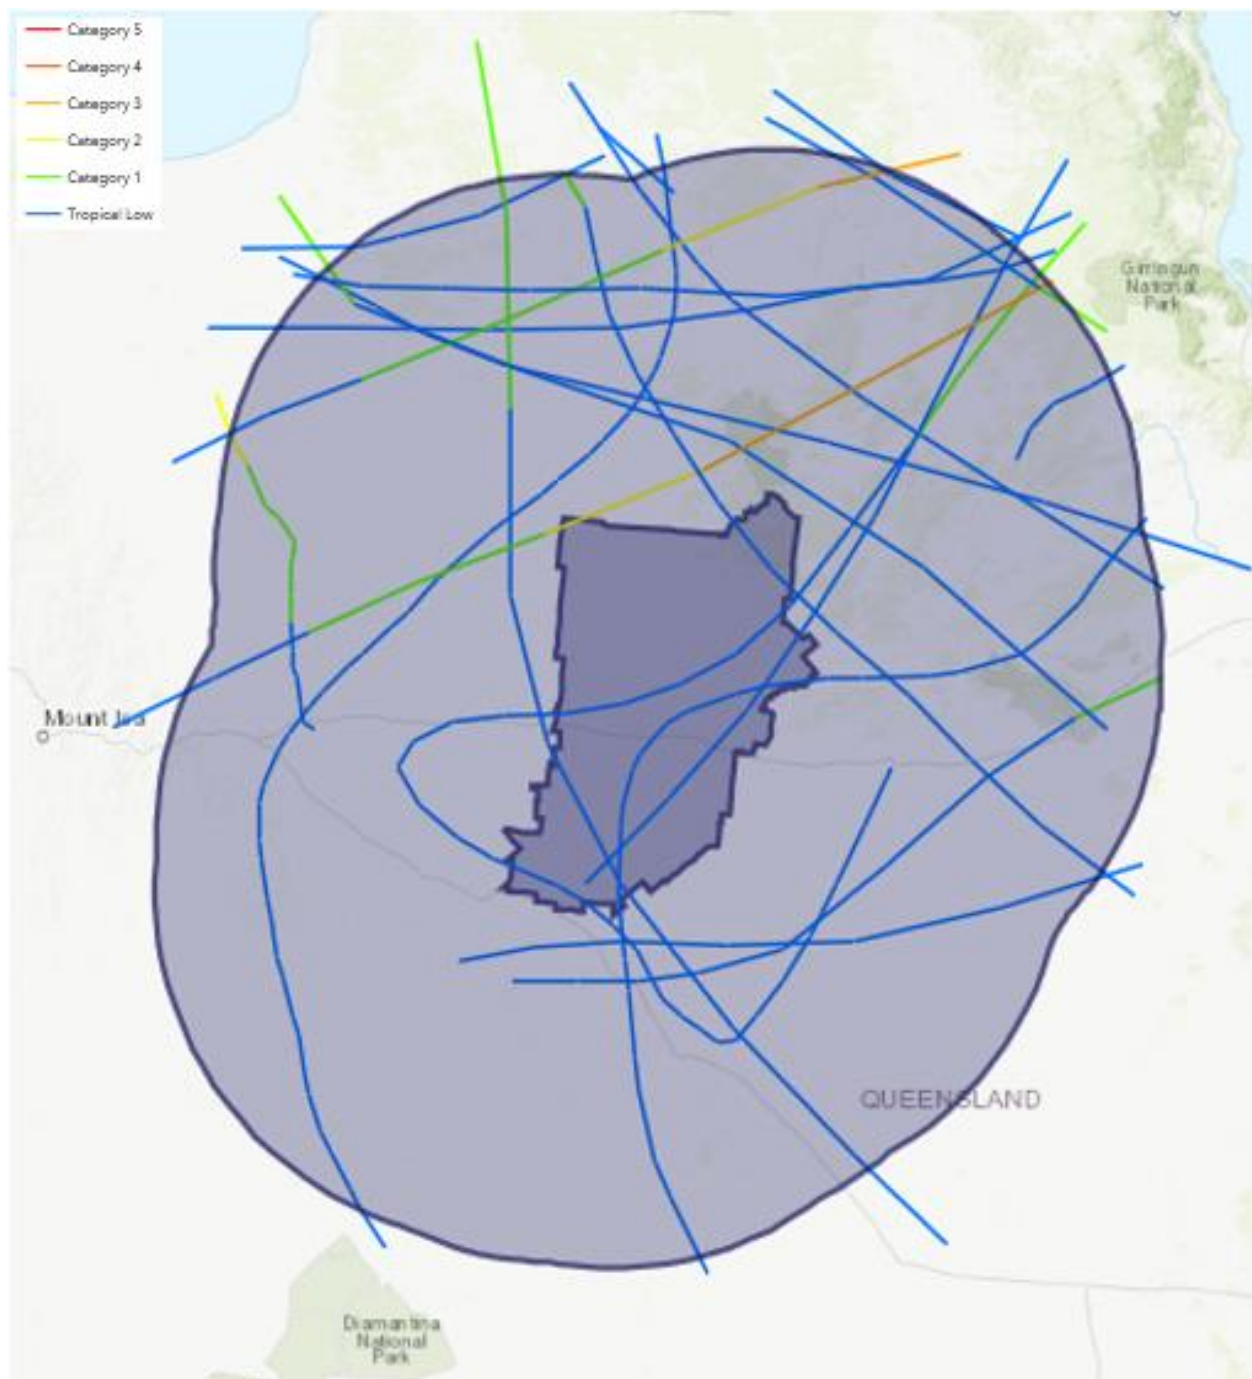 Category 5
Category 4
Category 3
Category 2
Category 1
Tropical Low
Girringun
National
Park
Mount Isa
QUEENSLAND
Diamantina
National
Park